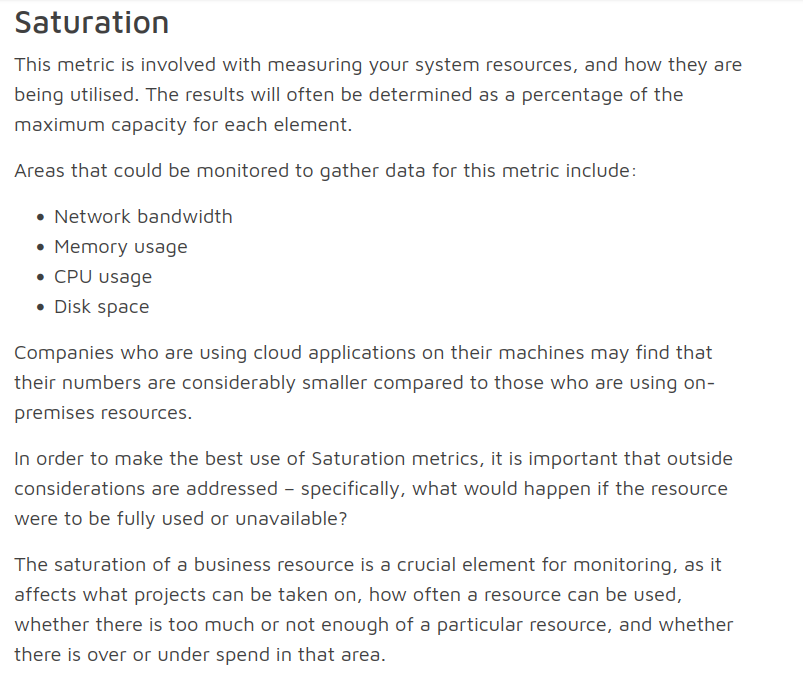 Saturation
This metric is involved with measuring your system resources, and how they are
being utilised. The results will often be determined as a percentage of the
maximum capacity for each element.
Areas that could be monitored to gather data for this metric include:
• Network bandwidth
• Memory usage
• CPU usage
• Disk space
Companies who are using cloud applications on their machines may find that
their numbers are considerably smaller compared to those who are using on-
premises resources.
In order to make the best use of Saturation metrics, it is important that outside
considerations are addressed – specifically, what would happen if the resource
were to be fully used or unavailable?
The saturation of a business resource is a crucial element for monitoring, as it
affects what projects can be taken on, how often a resource can be used,
whether there is too much or not enough of a particular resource, and whether
there is over or under spend in that area.